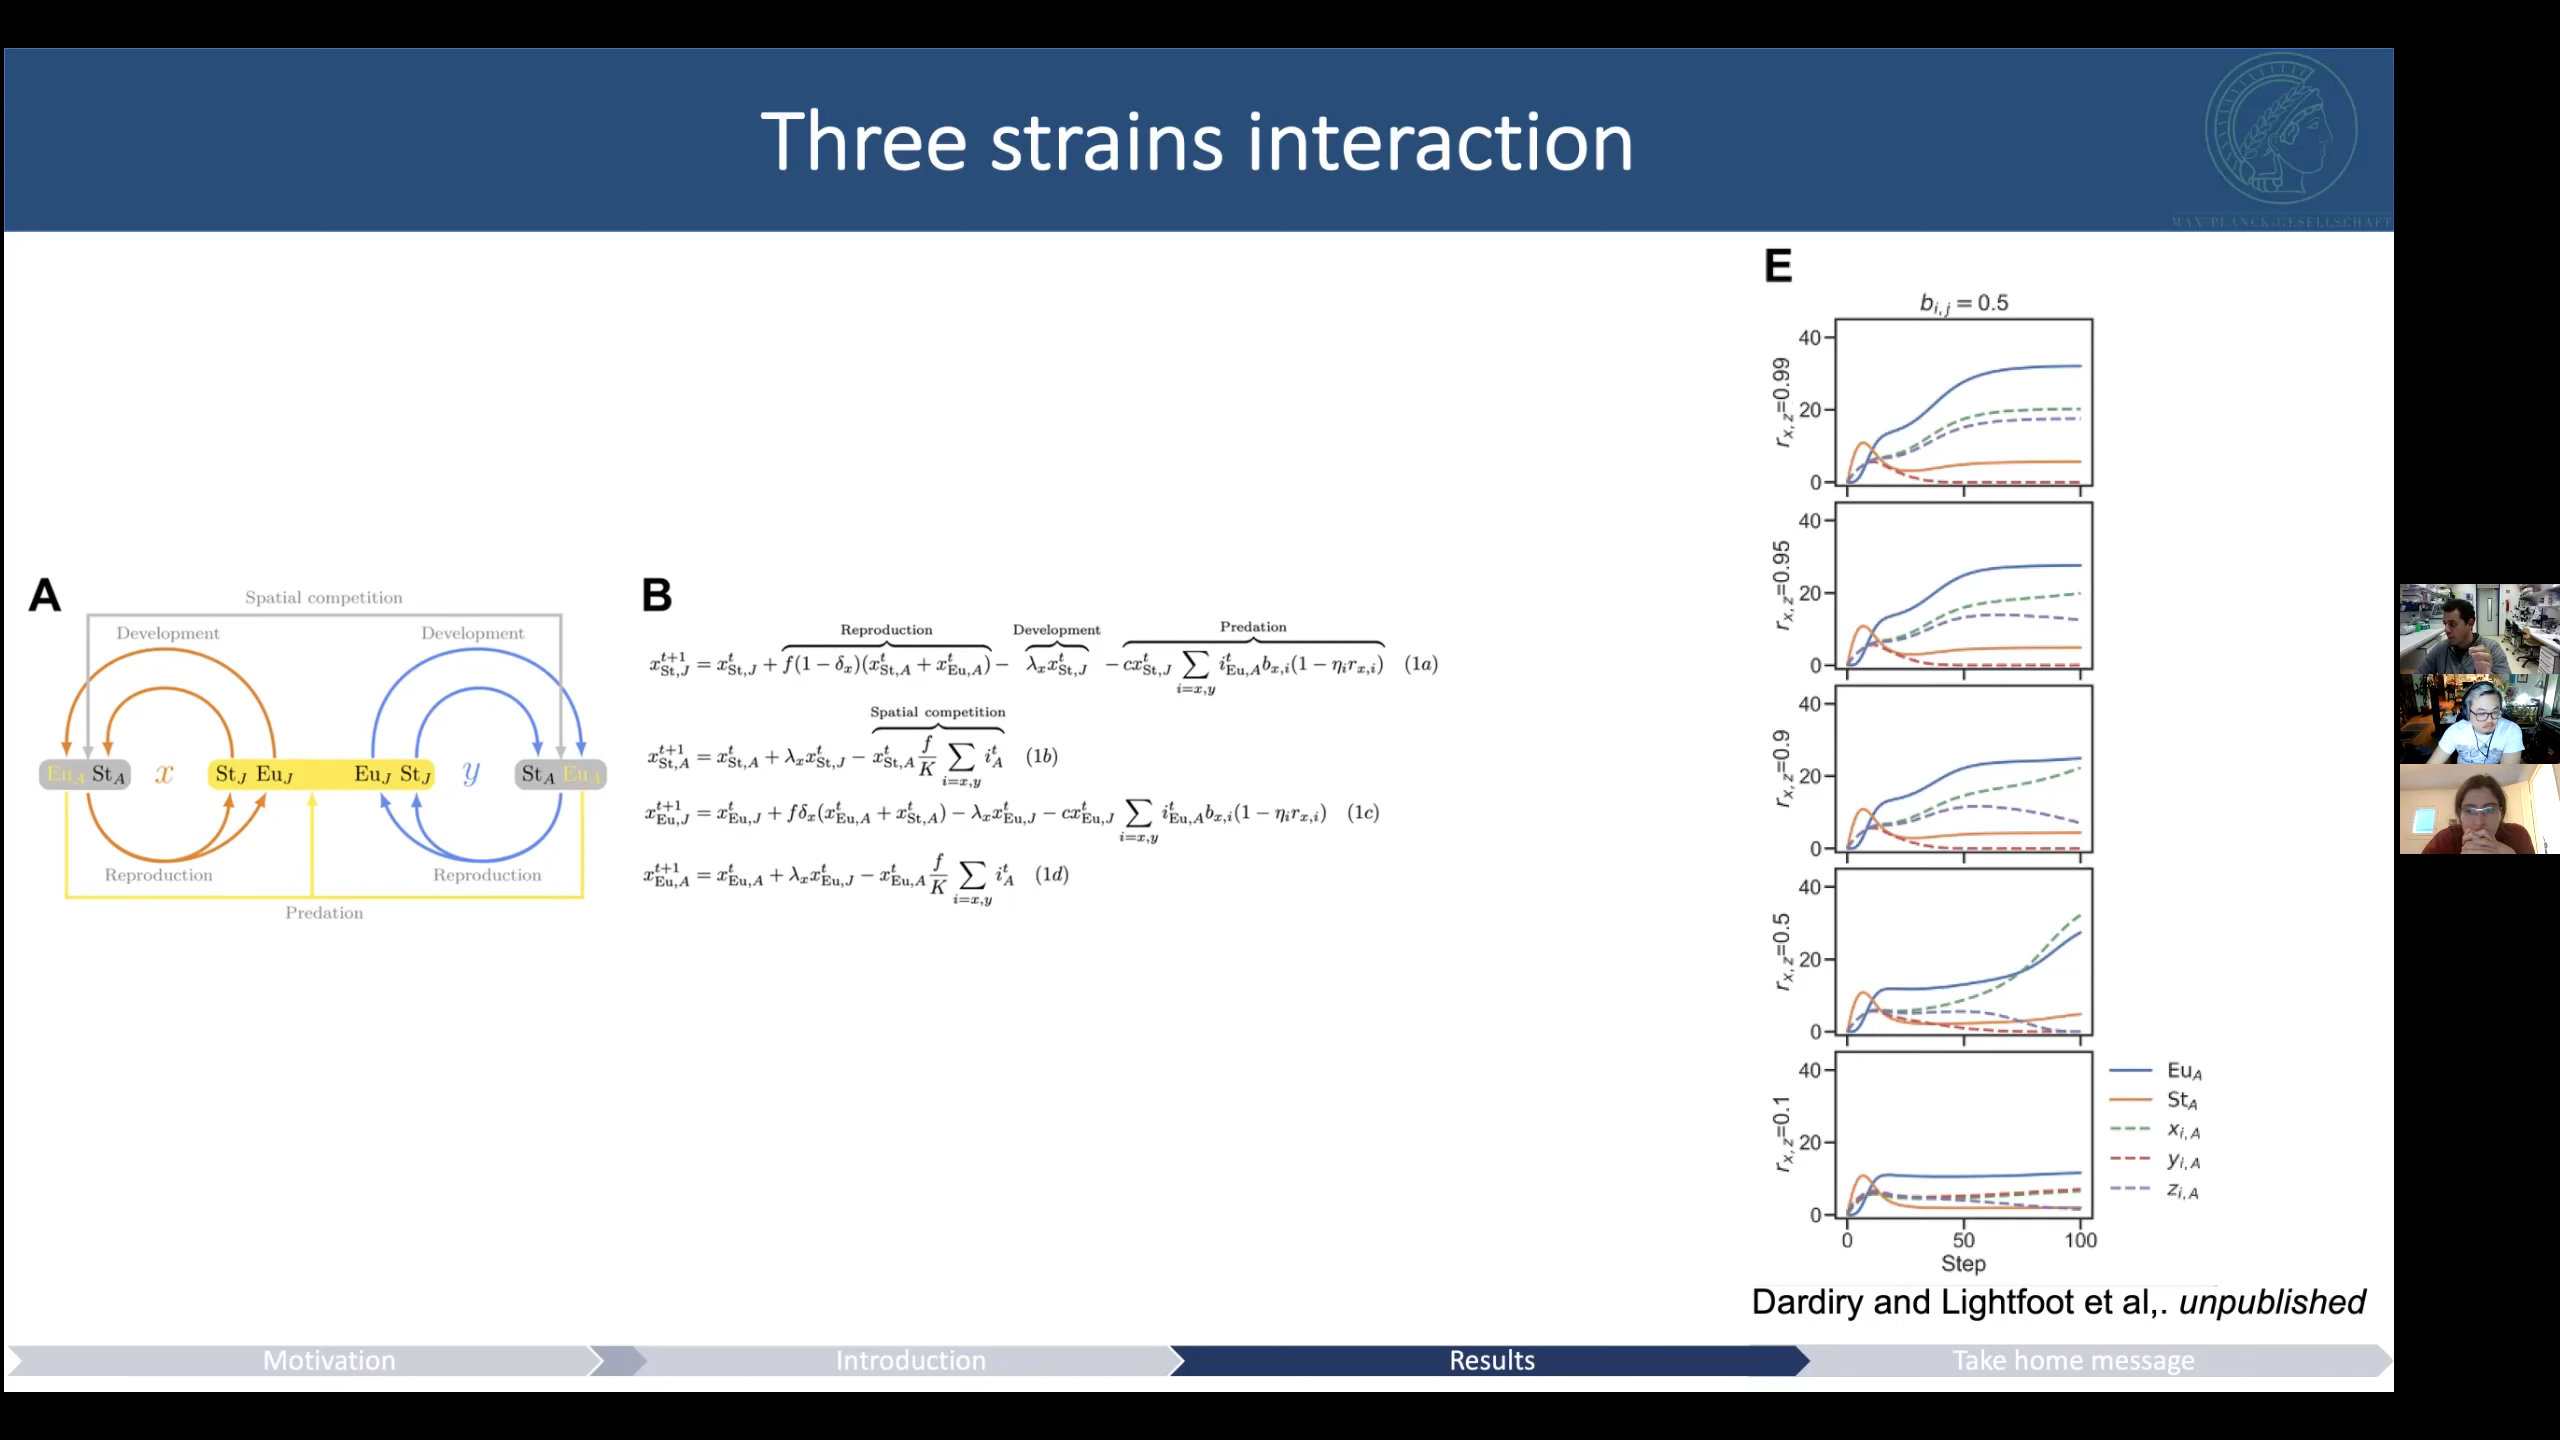 Three strains interaction
MAX-PLANCK-GESELLSCHAFT
A
Spatial competition
Development
Development
Eu_A St_A
x
St_J Eu_J
Eu_J St_J
y
St_A Eu_A
Reproduction
Reproduction
Predation
B
Reproduction
Development
Predation
x^{t+1}_{St,J} = x^t_{St,J} + f(1 − δ_x)(x^t_{St,A} + x^t_{Eu,A}) − λ_x x^t_{St,J} − cx^t_{St,J} ∑_{i=x,y} i^t_{Eu,A} b_{x,i}(1 − η_i r_{x,i}) (1a)
Spatial competition
x^{t+1}_{St,A} = x^t_{St,A} + λ_x x^t_{St,J} − x^t_{St,A} f/K ∑_{i=x,y} i^t_A (1b)
x^{t+1}_{Eu,J} = x^t_{Eu,J} + fδ_x(x^t_{Eu,A} + x^t_{St,A}) − λ_x x^t_{Eu,J} − cx^t_{Eu,J} ∑_{i=x,y} i^t_{Eu,A} b_{x,i}(1 − η_i r_{x,i}) (1c)
x^{t+1}_{Eu,A} = x^t_{Eu,A} + λ_x x^t_{Eu,J} − x^t_{Eu,A} f/K ∑_{i=x,y} i^t_A (1d)
E
b_{i,j} = 0.5
r_{x,z}=0.99
40
20
0
r_{x,z}=0.95
40
20
0
r_{x,z}=0.9
40
20
0
r_{x,z}=0.5
40
20
0
r_{x,z}=0.1
40
20
0
0 50 100
Step
Eu_A
St_A
x_{i,A}
y_{i,A}
z_{i,A}
Dardiry and Lightfoot et al,. unpublished
Motivation
Introduction
Results
Take home message